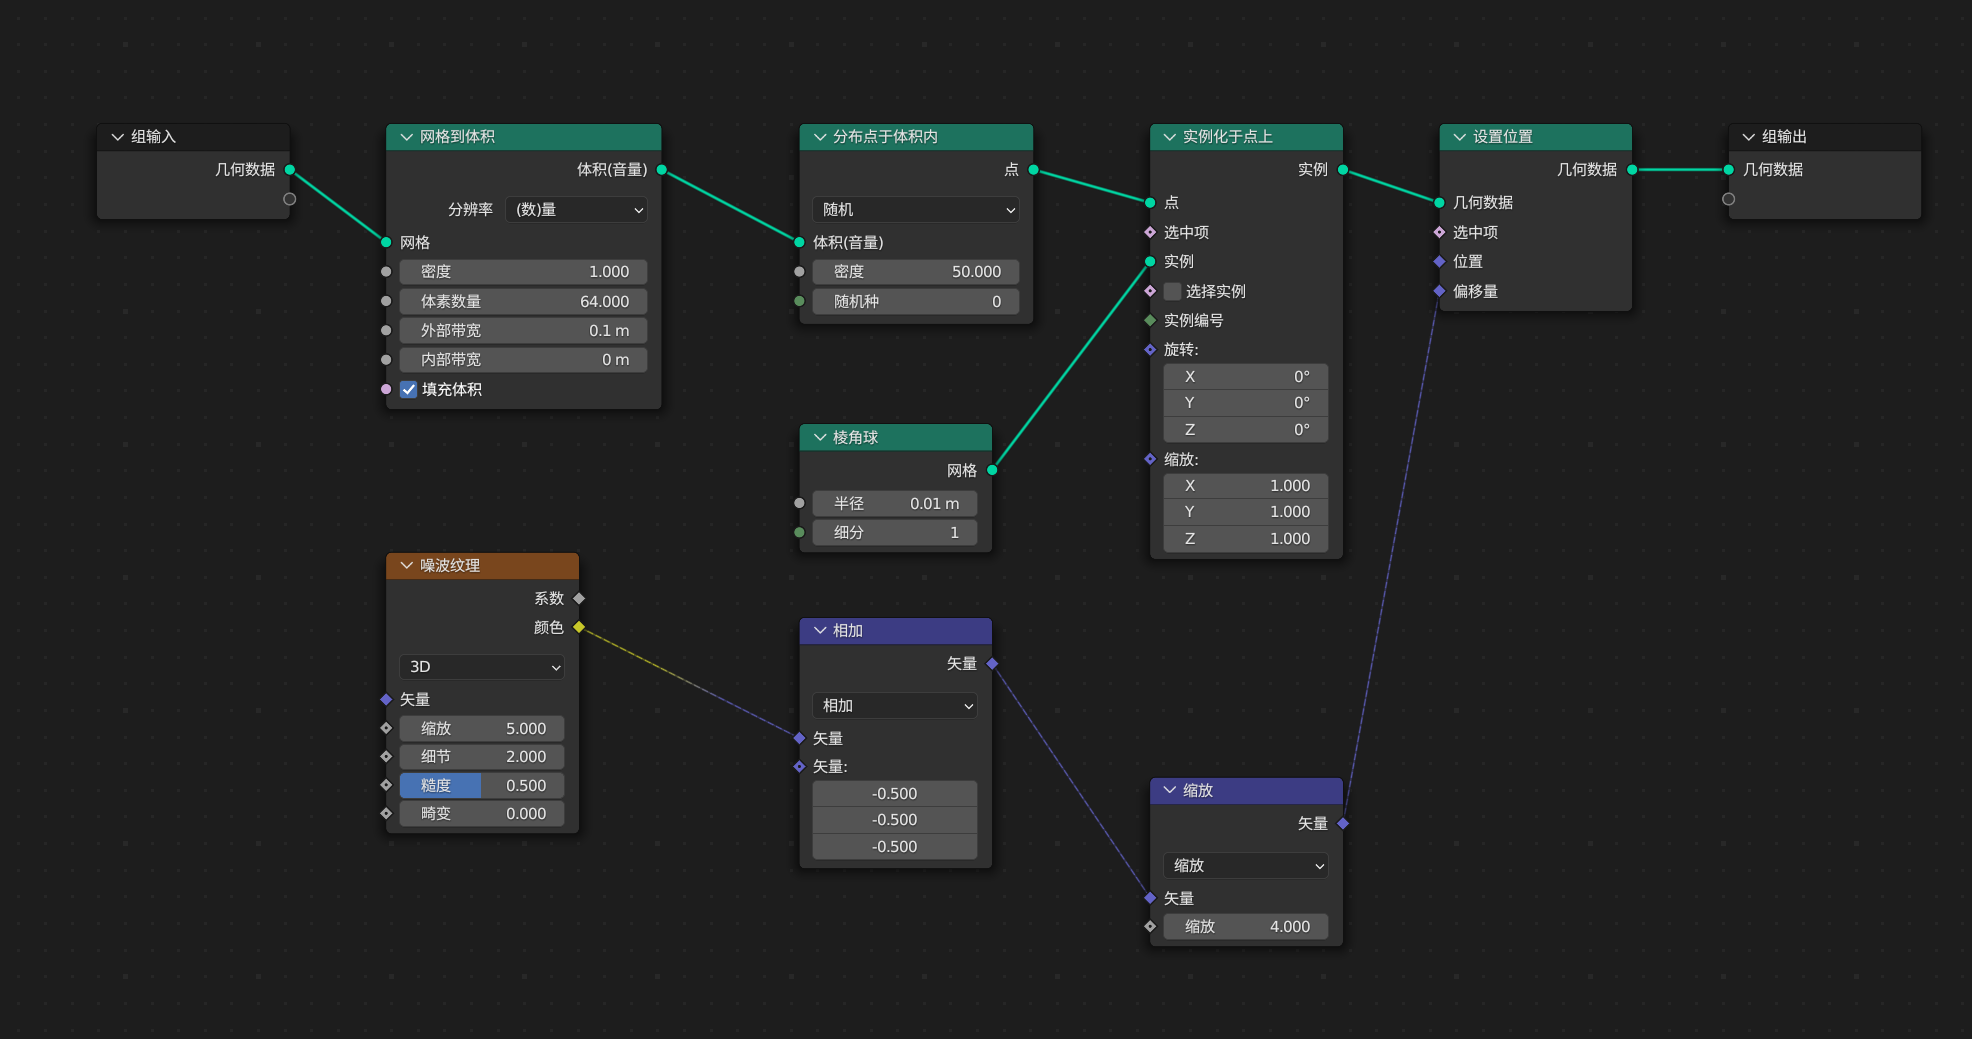 组输入
几何数据
网格到体积
体积(音量)
分辨率 (数)量
网格
密度 1.000
体素数量 64.000
外部带宽 0.1 m
内部带宽 0 m
填充体积
分布点于体积内
点
随机
体积(音量)
密度 50.000
随机种 0
实例化于点上
实例
点
选中项
实例
选择实例
实例编号
旋转:
X 0°
Y 0°
Z 0°
缩放:
X 1.000
Y 1.000
Z 1.000
设置位置
几何数据
几何数据
选中项
位置
偏移量
组输出
几何数据
棱角球
网格
半径 0.01 m
细分 1
噪波纹理
系数
颜色
3D
矢量
缩放 5.000
细节 2.000
糙度 0.500
畸变 0.000
相加
矢量
相加
矢量
矢量:
-0.500
-0.500
-0.500
缩放
矢量
缩放
矢量
缩放 4.000